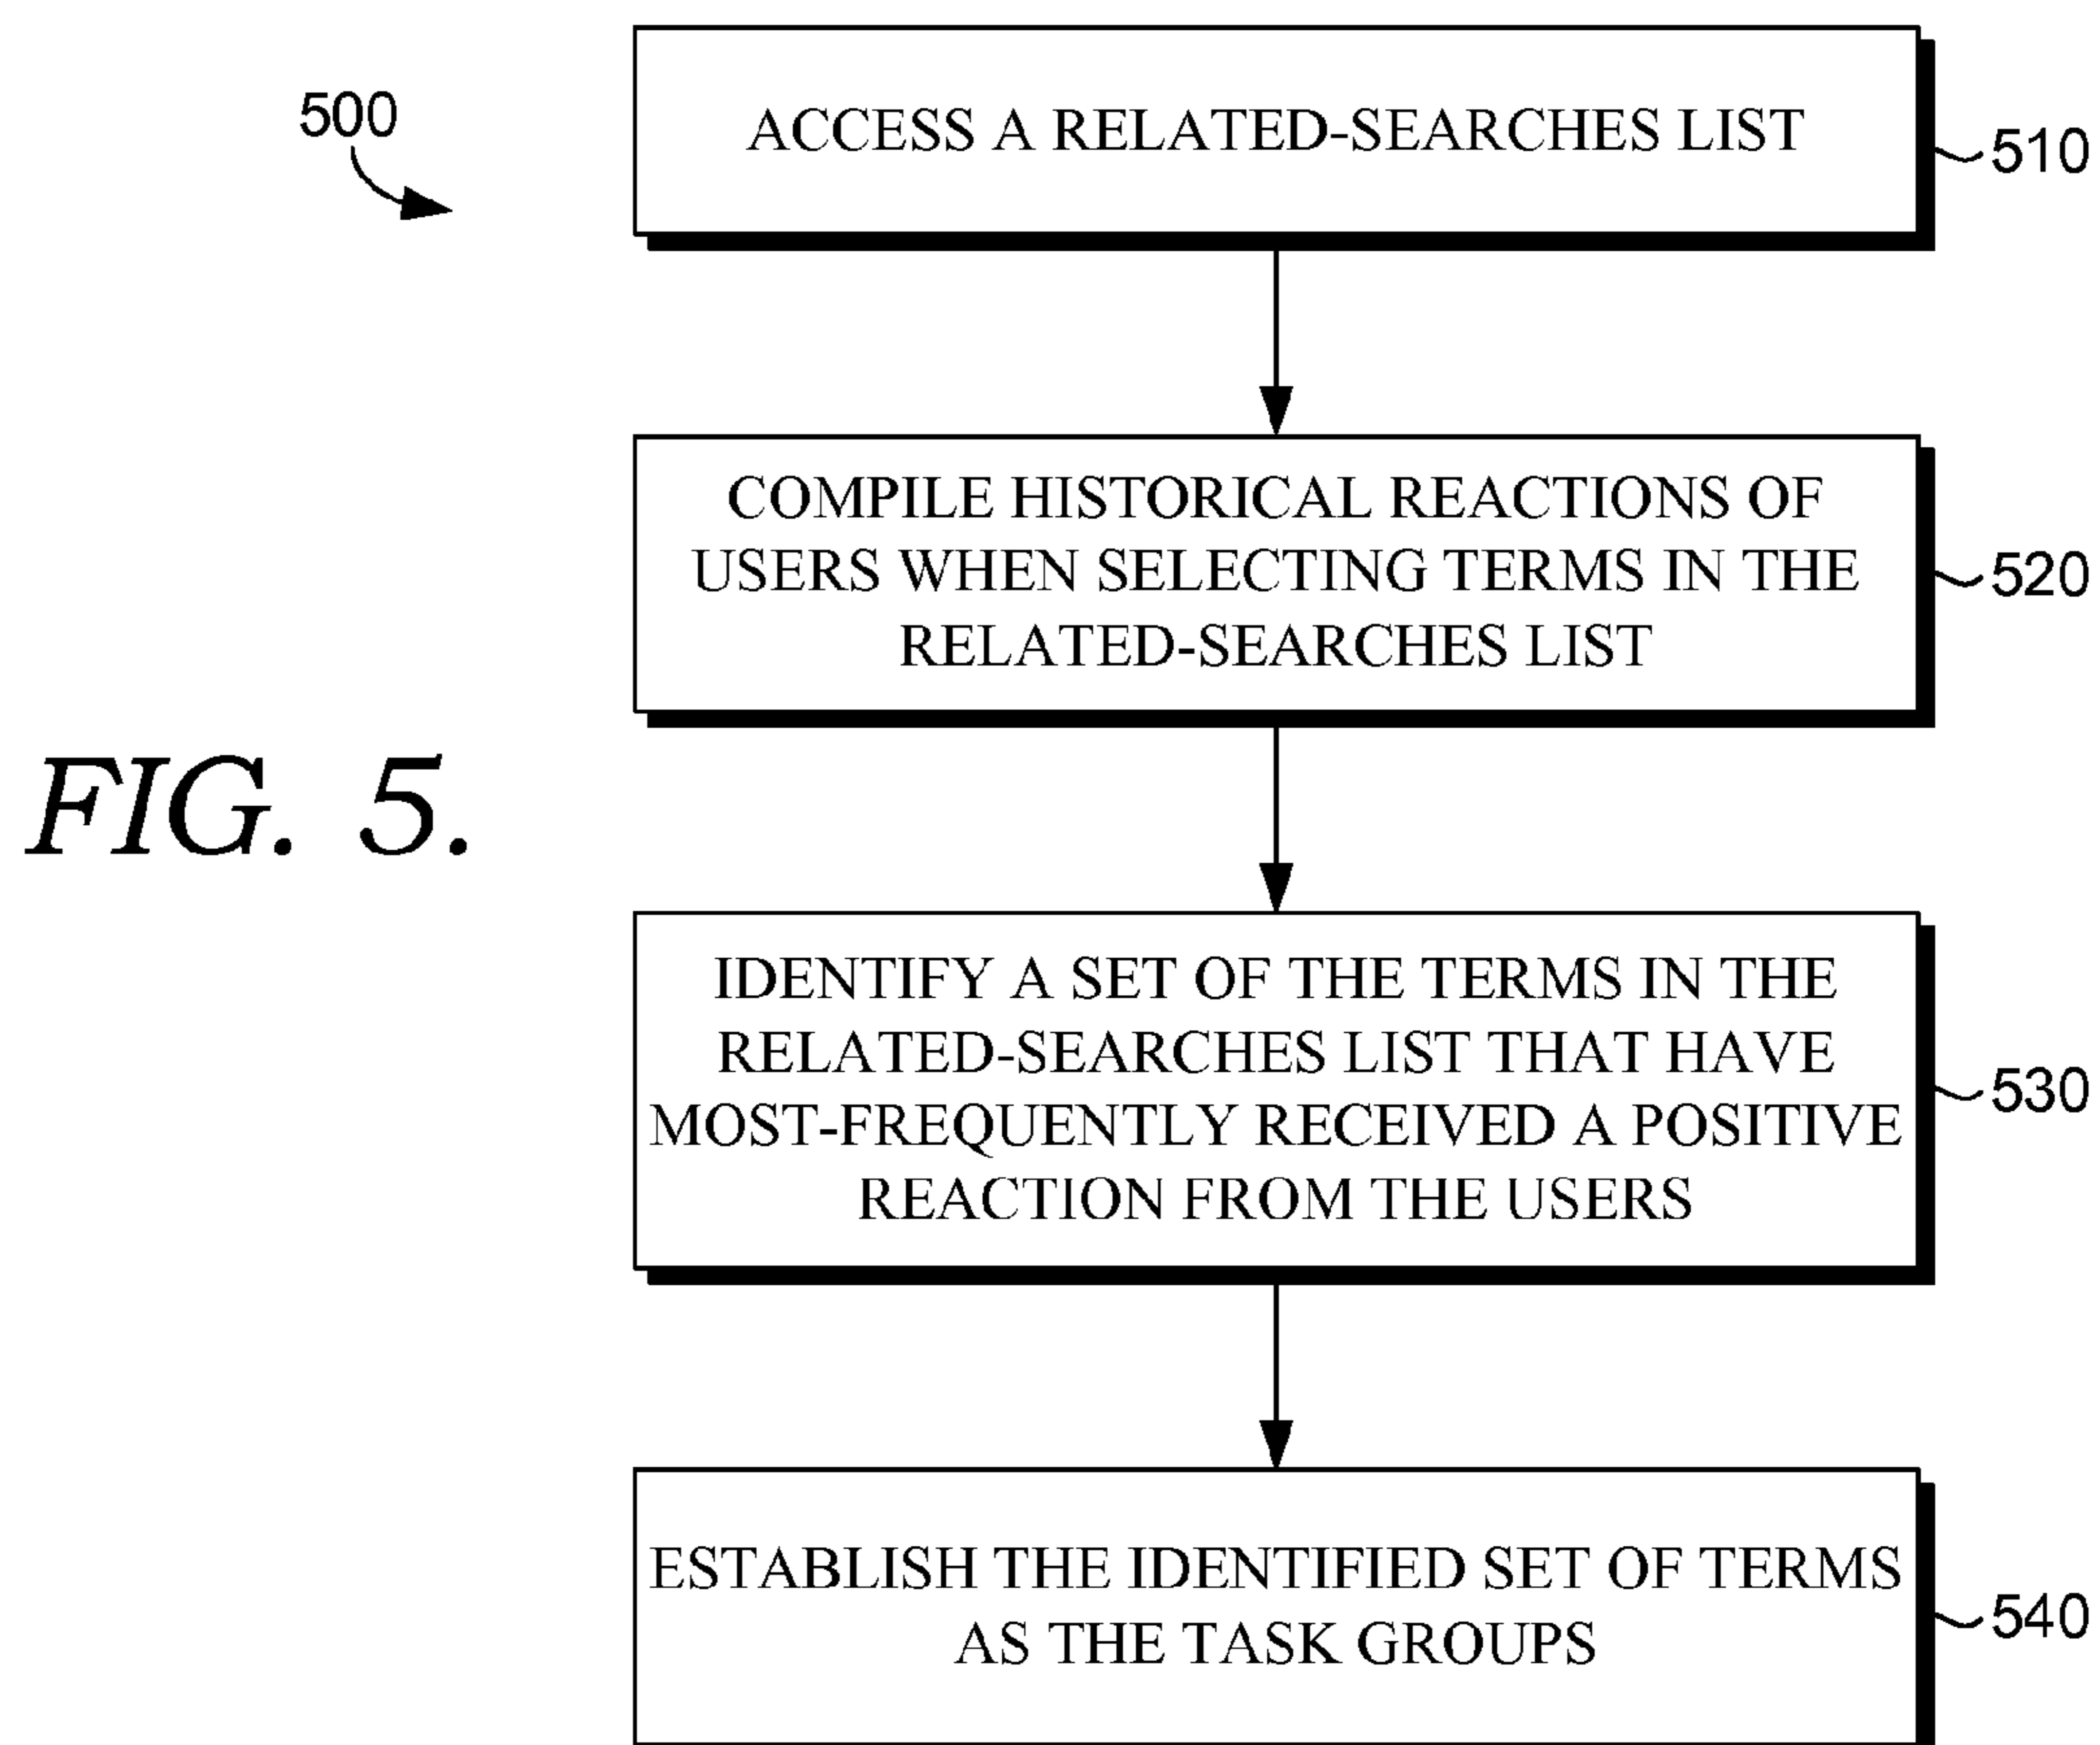 500
ACCESS A RELATED-SEARCHES LIST
510
COMPILE HISTORICAL REACTIONS OF
USERS WHEN SELECTING TERMS IN THE
RELATED-SEARCHES LIST
520
FIG. 5.
IDENTIFY A SET OF THE TERMS IN THE
RELATED-SEARCHES LIST THAT HAVE
MOST-FREQUENTLY RECEIVED A POSITIVE
REACTION FROM THE USERS
530
ESTABLISH THE IDENTIFIED SET OF TERMS
AS THE TASK GROUPS
540